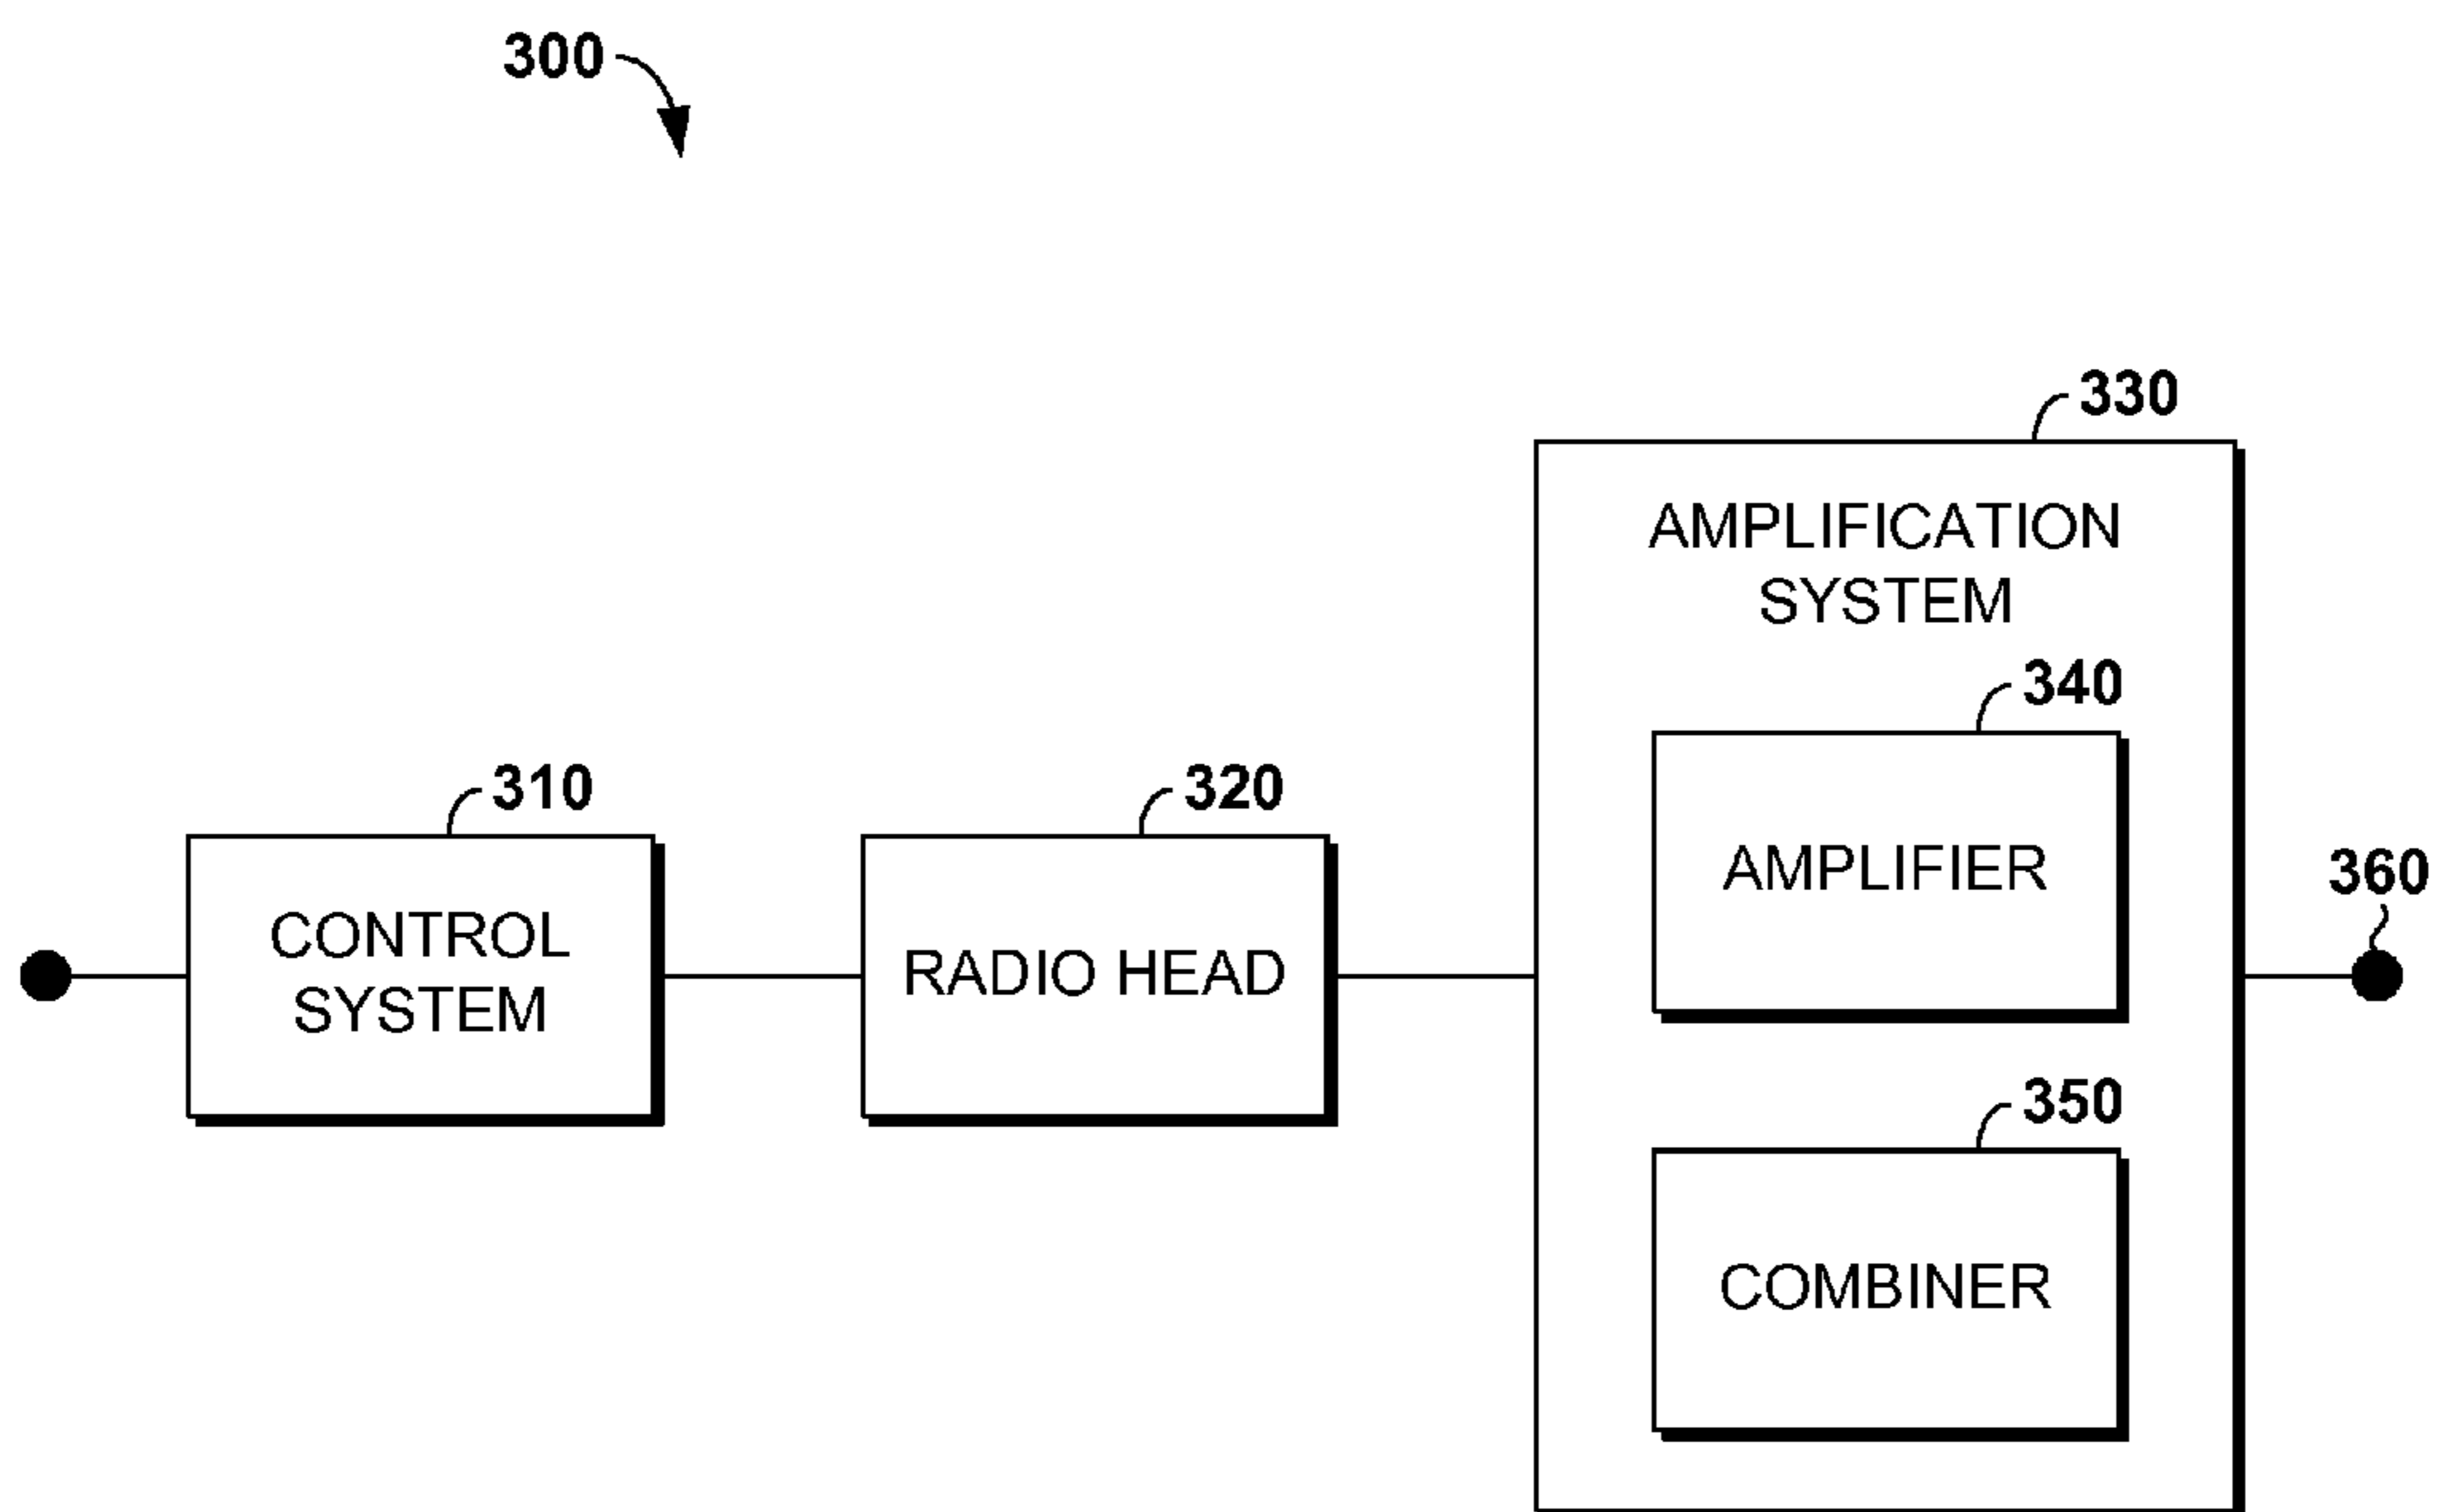 300
330
AMPLIFICATION
SYSTEM
340
310
320
AMPLIFIER
360
CONTROL
SYSTEM
RADIO HEAD
350
COMBINER